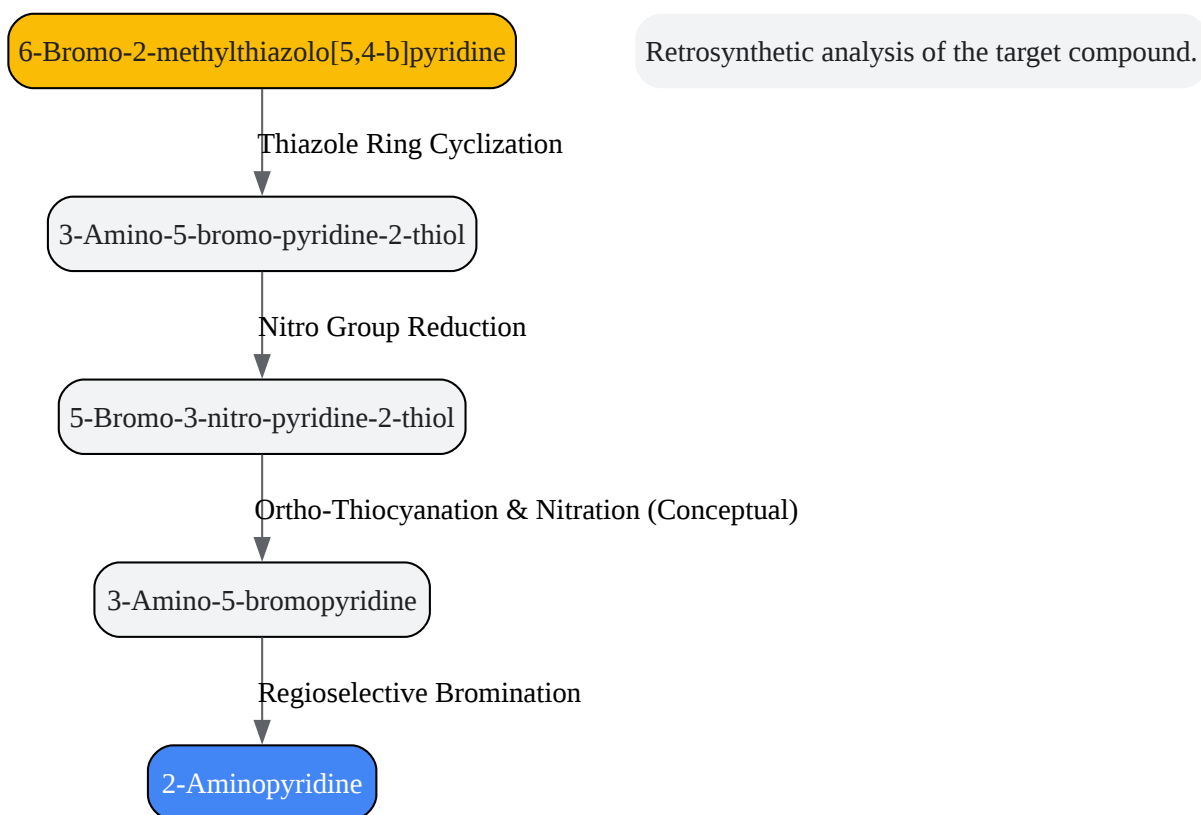 6-Bromo-2-methylthiazolo[5,4-b]pyridine
Retrosynthetic analysis of the target compound.
Thiazole Ring Cyclization
3-Amino-5-bromo-pyridine-2-thiol
Nitro Group Reduction
5-Bromo-3-nitro-pyridine-2-thiol
Ortho-Thiocyanation & Nitration (Conceptual)
3-Amino-5-bromopyridine
Regioselective Bromination
2-Aminopyridine